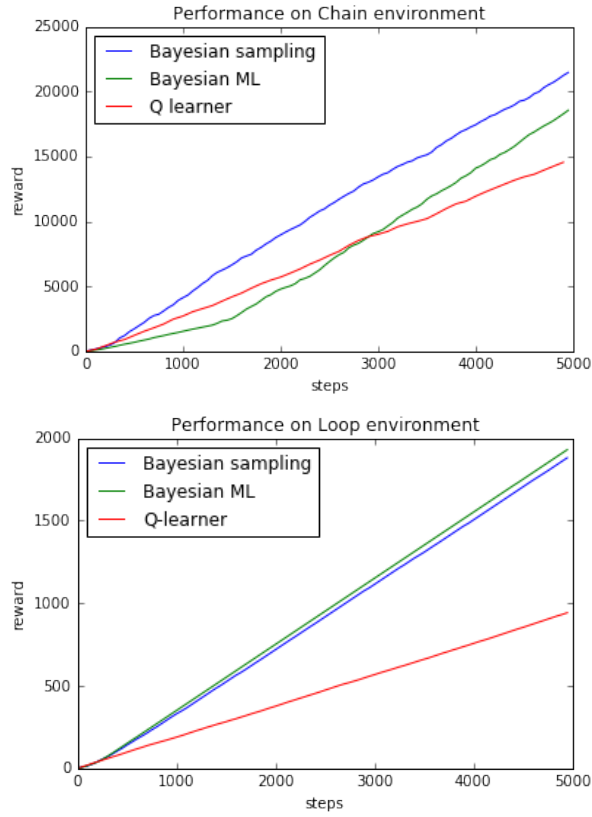 Performance on Chain environment
25000
20000
15000
10000
5000
0
reward
Bayesian sampling
Bayesian ML
Q learner
0 1000 2000 3000 4000 5000
steps
Performance on Loop environment
2000
1500
1000
500
0
reward
Bayesian sampling
Bayesian ML
Q-learner
0 1000 2000 3000 4000 5000
steps